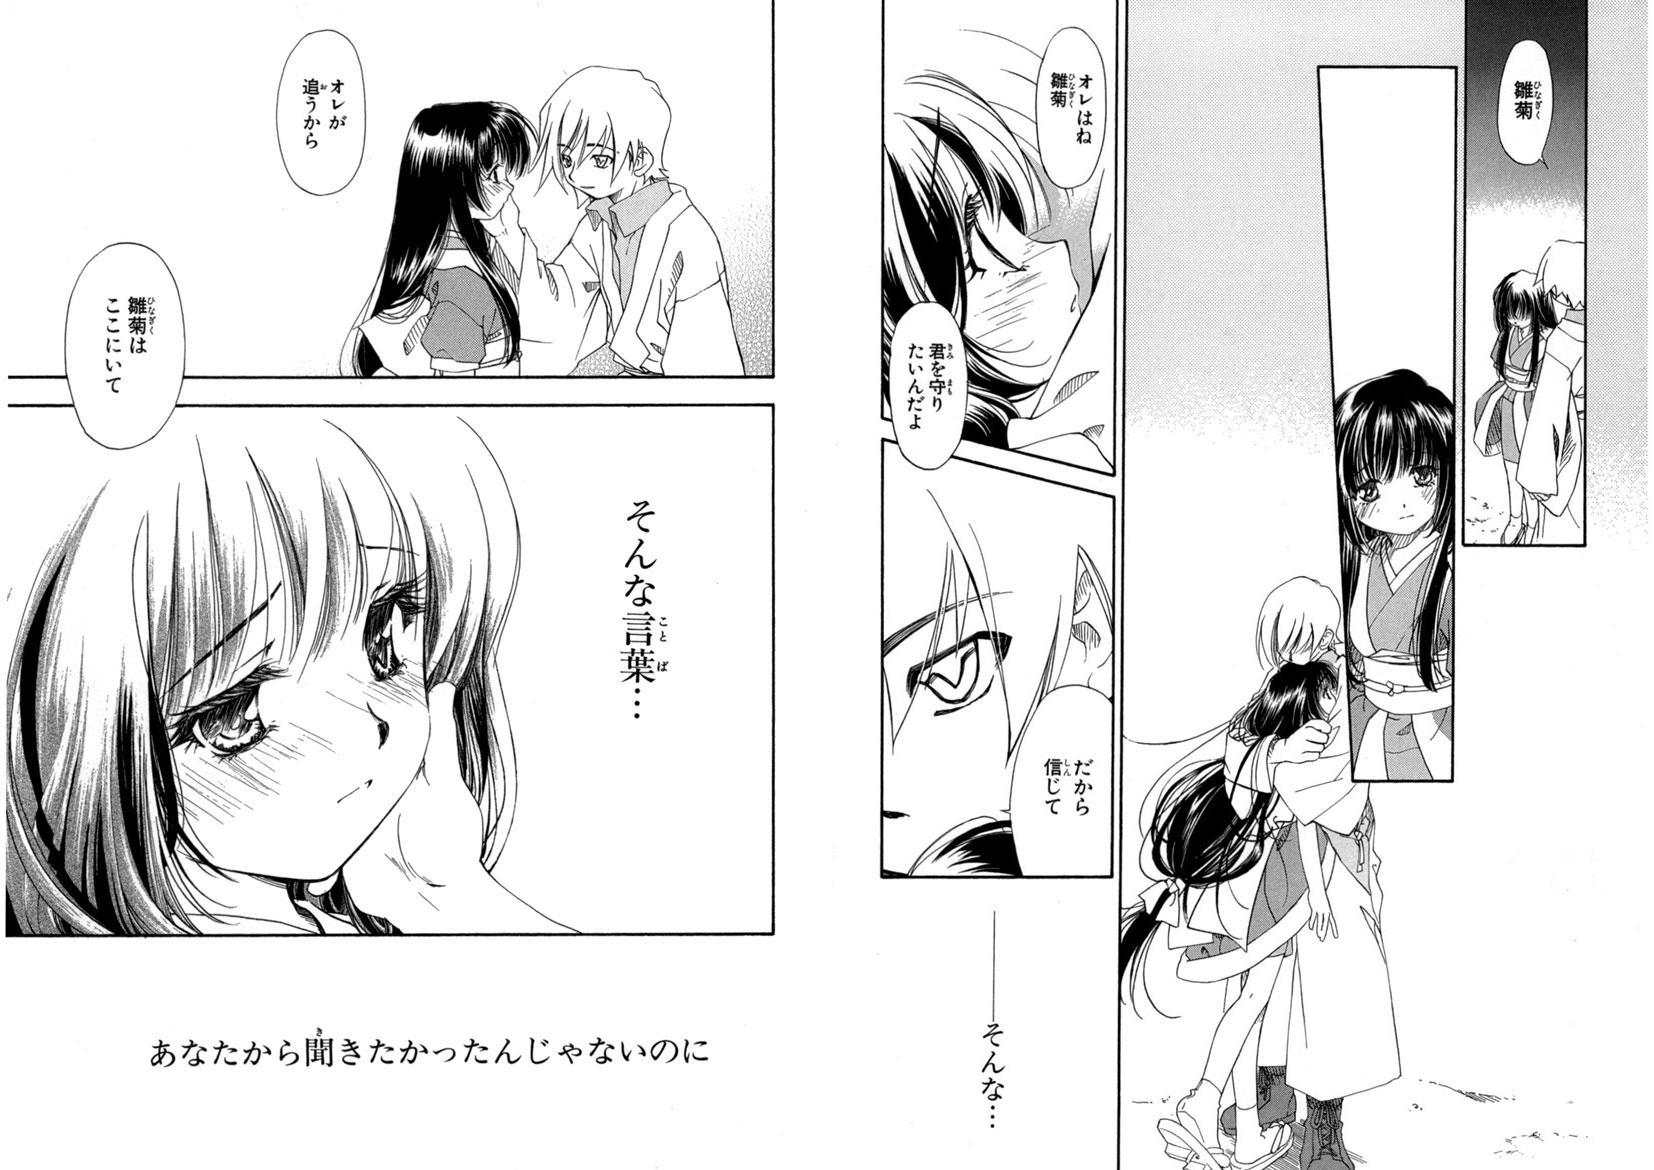 雛菊
オレはね
雛菊
君を守り
たいんだよ
だから
信じて
――そんな…
オレが
追うから
雛菊は
ここにいて
そんな言葉…
あなたから聞きたかったんじゃないのに